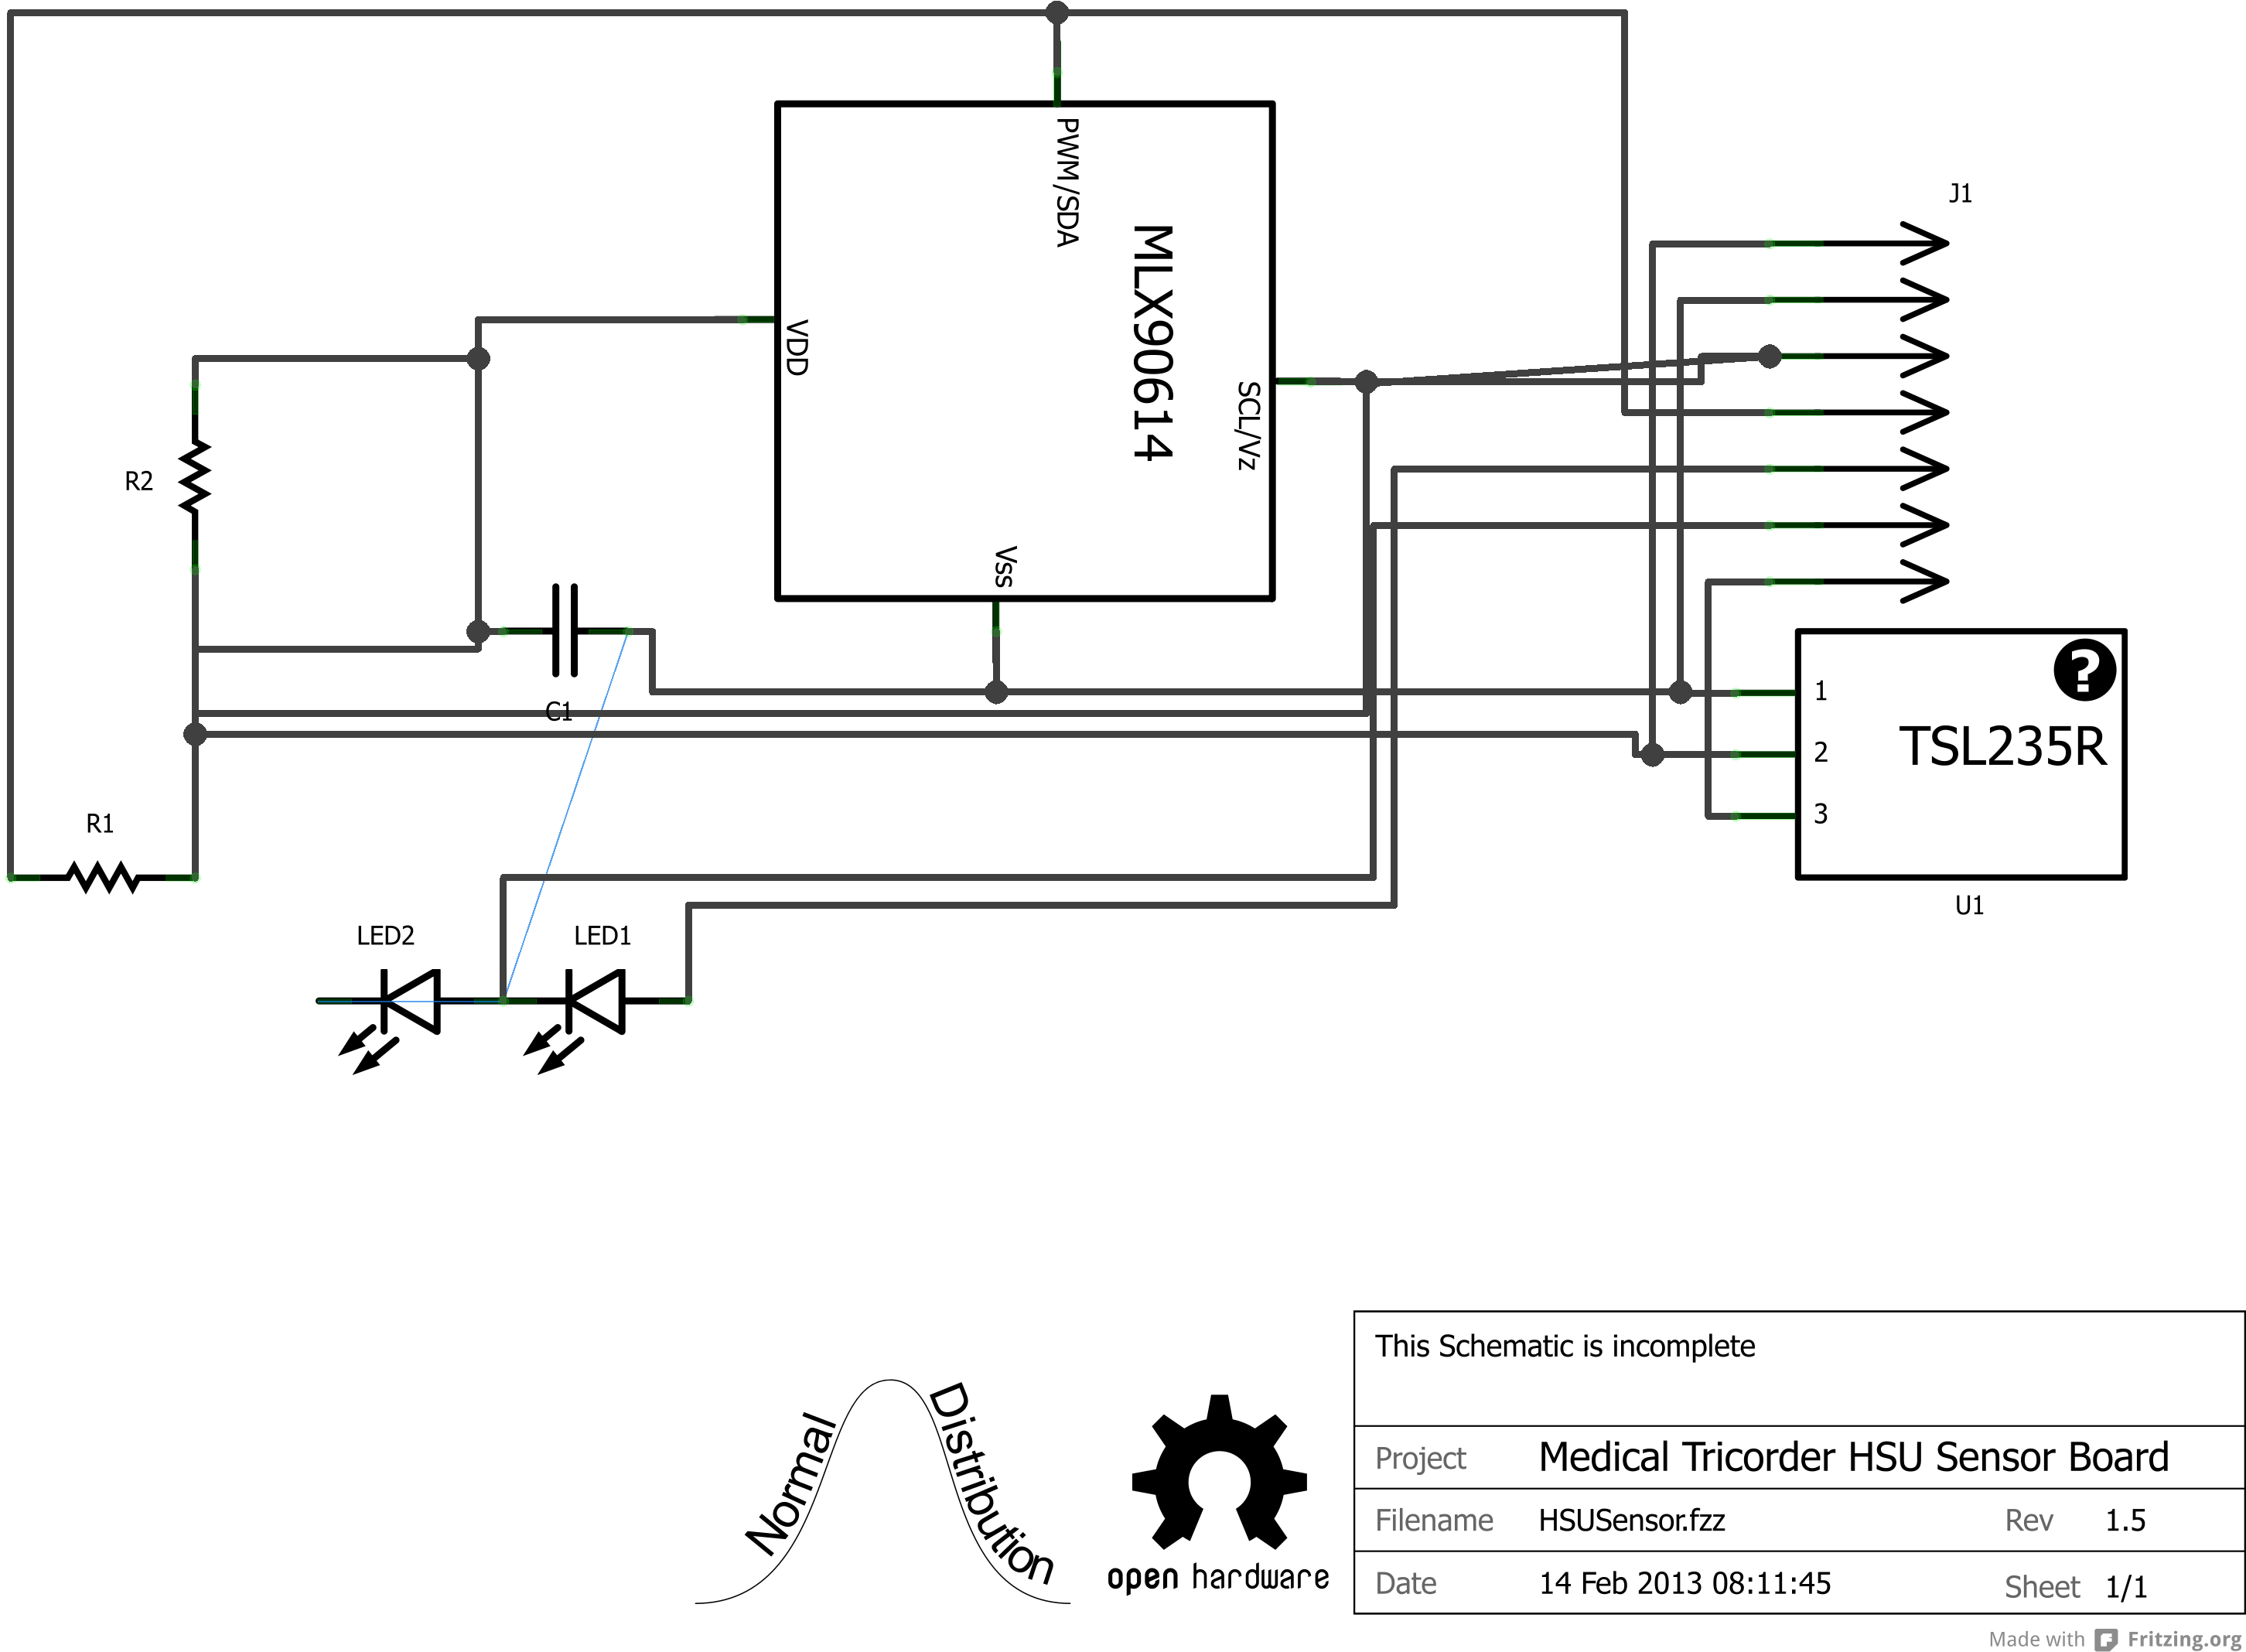 J1
PWM/SDA
MLX90614
VDD
SCL/Vz
R2
Vss
C1
1
2
3
TSL235R
?
U1
R1
LED2
LED1
This Schematic is incomplete
Project Medical Tricorder HSU Sensor Board
Filename HSUSensor.fzz Rev 1.5
Date 14 Feb 2013 08:11:45 Sheet 1/1
Normal Distribution
open hardware
Made with Fritzing.org